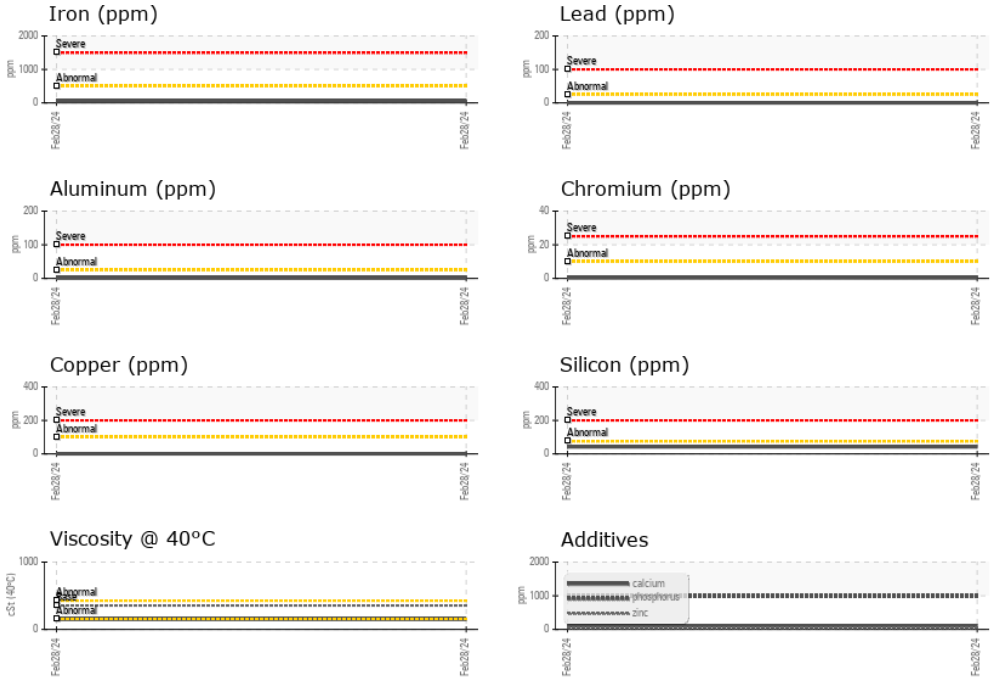 Iron (ppm)
2000
1000
0
ppm
Severe
Abnormal
Feb28/24
Feb28/24
Lead (ppm)
200
100
0
ppm
Severe
Abnormal
Feb28/24
Feb28/24
Aluminum (ppm)
200
100
0
ppm
Severe
Abnormal
Feb28/24
Feb28/24
Chromium (ppm)
40
20
0
ppm
Severe
Abnormal
Feb28/24
Feb28/24
Copper (ppm)
400
200
0
ppm
Severe
Abnormal
Feb28/24
Feb28/24
Silicon (ppm)
400
200
0
ppm
Severe
Abnormal
Feb28/24
Feb28/24
Viscosity @ 40°C
1000
0
cSt (40°C)
Abnormal
Base
Abnormal
Feb28/24
Feb28/24
Additives
2000
1000
0
ppm
calcium
phosphorus
zinc
Feb28/24
Feb28/24